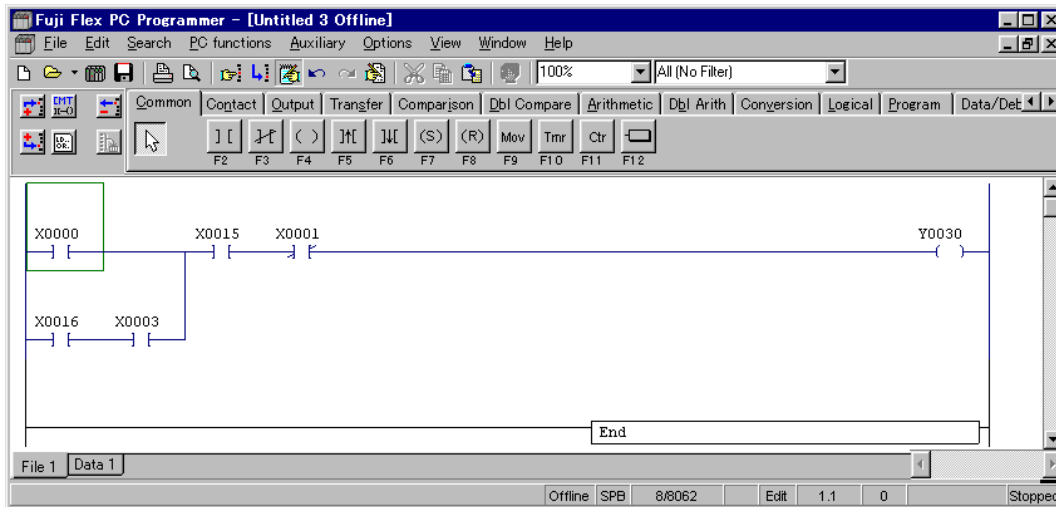 Fuji Flex PC Programmer – [Untitled 3 Offline]
File Edit Search PC functions Auxiliary Options View Window Help
100% All (No Filter)
Common Contact Output Transfer Comparison Dbl Compare Arithmetic Dbl Arith Conversion Logical Program Data/Det
(S) (R) Mov Tmr Ctr
F2 F3 F4 F5 F6 F7 F8 F9 F10 F11 F12
X0000 X0015 X0001 Y0030
X0016 X0003
End
File 1 Data 1
Offline SPB 8/8062 Edit 1.1 0 Stopped